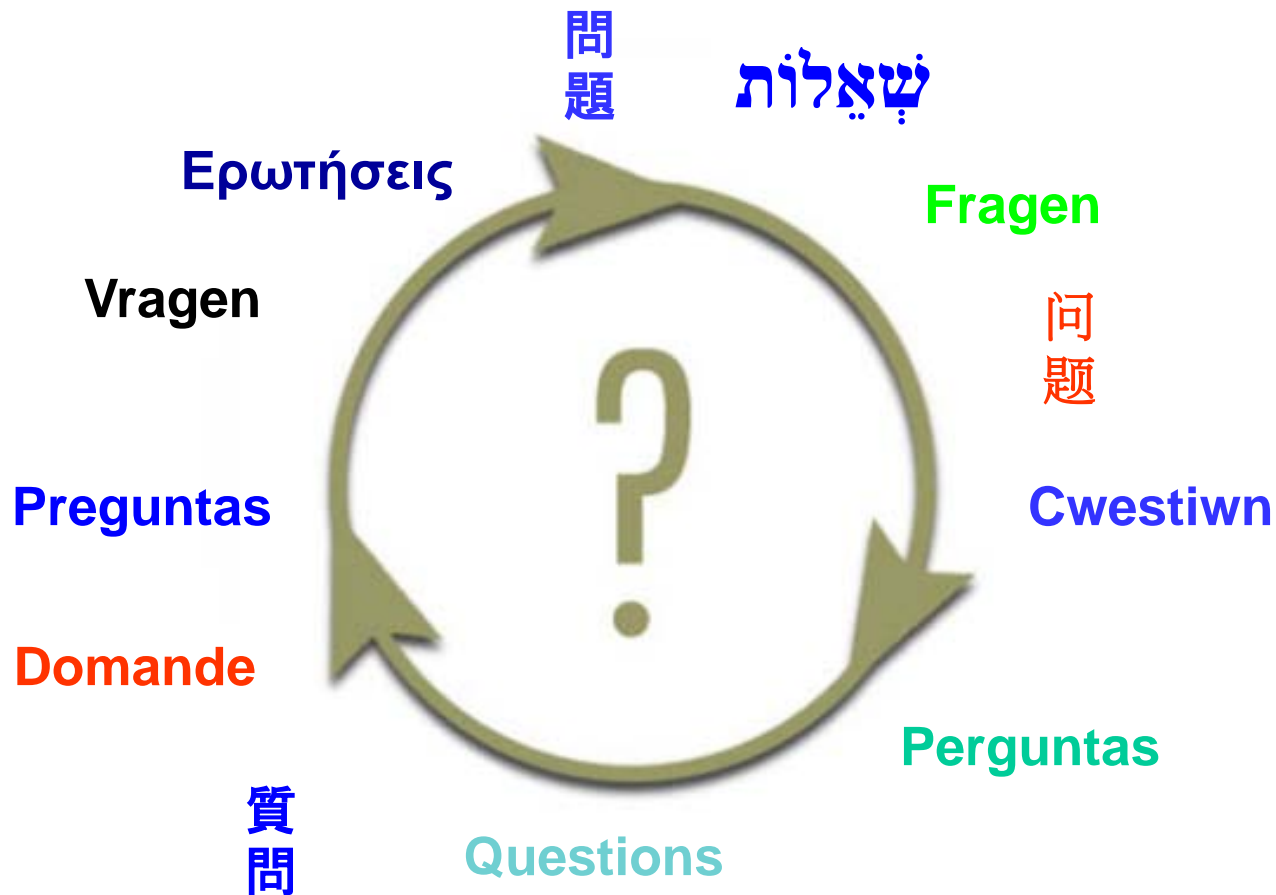 問題
שְׁאֵלוֹת
Ερωτήσεις
Fragen
Vragen
问题
?
Preguntas
Cwestiwn
Domande
Perguntas
質問
Questions